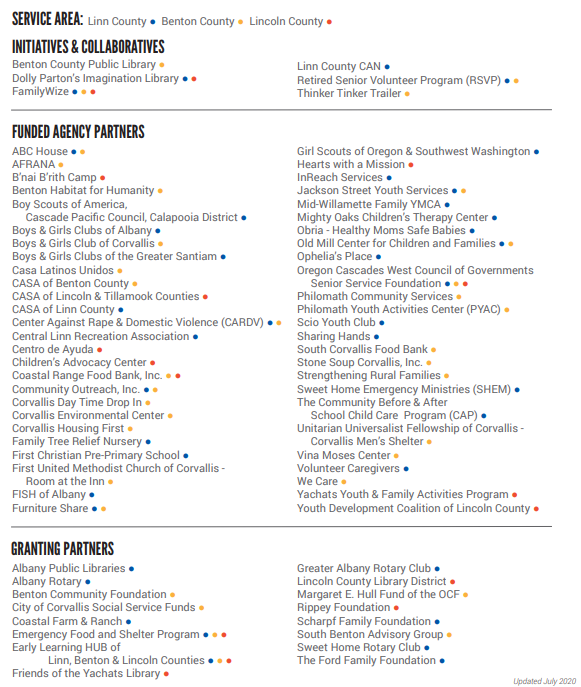 SERVICE AREA: Linn County • Benton County • Lincoln County •
INITIATIVES & COLLABORATIVES
Benton County Public Library •
Dolly Parton's Imagination Library • •
FamilyWize • • •
Linn County CAN •
Retired Senior Volunteer Program (RSVP) • •
Thinker Tinker Trailer •
FUNDED AGENCY PARTNERS
ABC House • •
AFRANA •
B'nai B'rith Camp •
Benton Habitat for Humanity •
Boy Scouts of America,
Cascade Pacific Council, Calapooia District •
Boys & Girls Clubs of Albany •
Boys & Girls Club of Corvallis •
Boys & Girls Clubs of the Greater Santiam •
Casa Latinos Unidos •
CASA of Benton County •
CASA of Lincoln & Tillamook Counties •
CASA of Linn County •
Center Against Rape & Domestic Violence (CARDV) • •
Central Linn Recreation Association •
Centro de Ayuda •
Children's Advocacy Center •
Coastal Range Food Bank, Inc. • •
Community Outreach, Inc. • •
Corvallis Day Time Drop In •
Corvallis Environmental Center •
Corvallis Housing First •
Family Tree Relief Nursery •
First Christian Pre-Primary School •
First United Methodist Church of Corvallis -
Room at the Inn •
FISH of Albany •
Furniture Share • •
Girl Scouts of Oregon & Southwest Washington •
Hearts with a Mission •
InReach Services •
Jackson Street Youth Services • •
Mid-Willamette Family YMCA •
Mighty Oaks Children's Therapy Center •
Obria - Healthy Moms Safe Babies •
Old Mill Center for Children and Families • •
Ophelia's Place •
Oregon Cascades West Council of Governments
Senior Service Foundation • • •
Philomath Community Services •
Philomath Youth Activities Center (PYAC) •
Scio Youth Club •
Sharing Hands •
South Corvallis Food Bank •
Stone Soup Corvallis, Inc. •
Strengthening Rural Families •
Sweet Home Emergency Ministries (SHEM) •
The Community Before & After
School Child Care Program (CAP) •
Unitarian Universalist Fellowship of Corvallis -
Corvallis Men's Shelter •
Vina Moses Center •
Volunteer Caregivers •
We Care •
Yachats Youth & Family Activities Program •
Youth Development Coalition of Lincoln County •
GRANTING PARTNERS
Albany Public Libraries •
Albany Rotary •
Benton Community Foundation •
City of Corvallis Social Service Funds •
Coastal Farm & Ranch •
Emergency Food and Shelter Program • • •
Early Learning HUB of
Linn, Benton & Lincoln Counties • • •
Friends of the Yachats Library •
Greater Albany Rotary Club •
Lincoln County Library District •
Margaret E. Hull Fund of the OCF •
Rippey Foundation •
Scharpf Family Foundation •
South Benton Advisory Group •
Sweet Home Rotary Club •
The Ford Family Foundation •
Updated July 2020